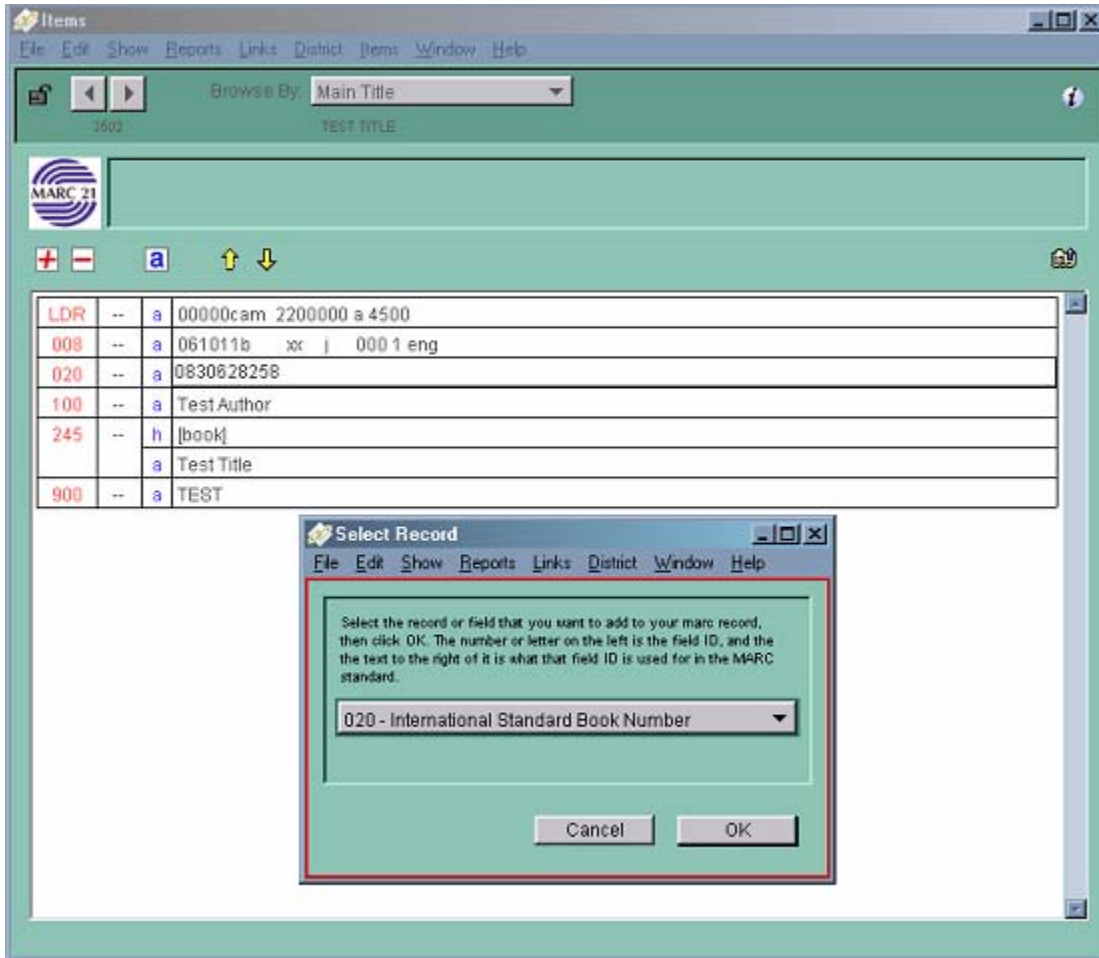 Items
File Edit Show Reports Links District Items Window Help
Browse By: Main Title
TEST TITLE
MARC 21
a
LDR -- a 00000cam 2200000 a 4500
008 -- a 061011b xx j 000 1 eng
020 -- a 0830628258
100 -- a Test Author
245 -- h [book]
a Test Title
900 -- a TEST
Select Record
File Edit Show Reports Links District Window Help
Select the record or field that you want to add to your marc record,
then click OK. The number or letter on the left is the field ID, and the
the text to the right of it is what that field ID is used for in the MARC
standard.
020 - International Standard Book Number
Cancel OK